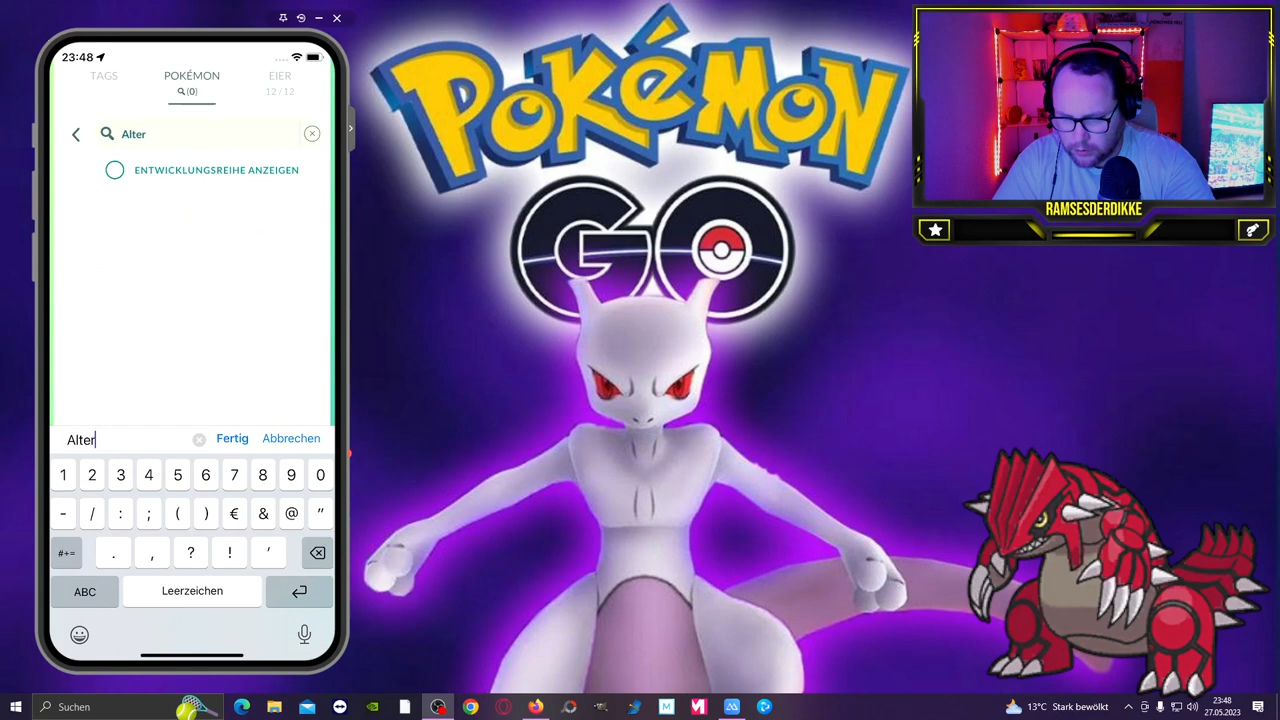 23:48
TAGS
POKÉMON
EIER
(0)
12 / 12
Alter
ENTWICKLUNGSREIHE ANZEIGEN
Alter
Fertig
Abbrechen
1 2 3 4 5 6 7 8 9 0
- / : ; ( ) € & @ "
#+= . , ? ! '
ABC
Leerzeichen
POKÉMON
GO
RAMSESDERDIKKE
Suchen
13°C Stark bewölkt
23:48
27.05.2023